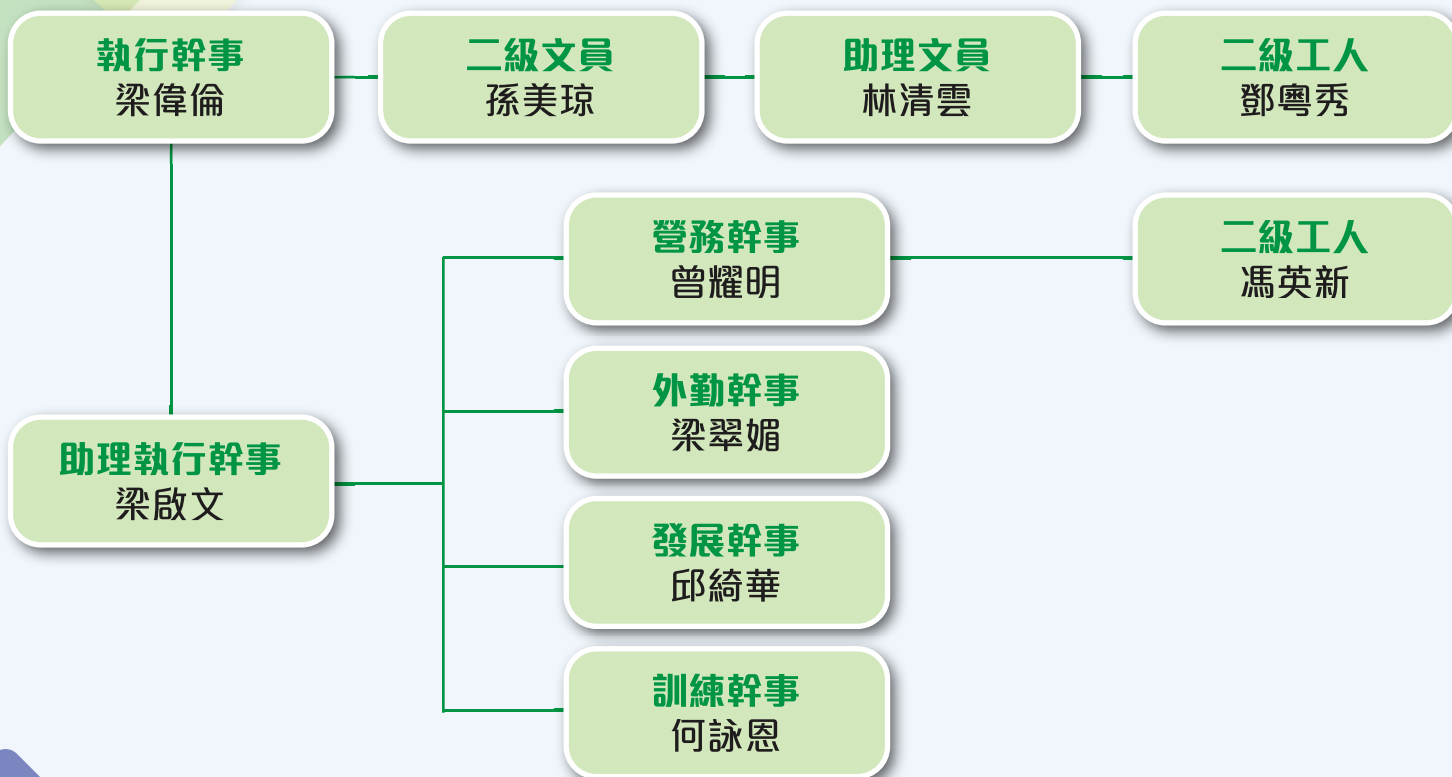 執行幹事
梁偉倫
二級文員
孫美琼
助理文員
林清雲
二級工人
鄧粵秀
營務幹事
曾耀明
二級工人
馮英新
外勤幹事
梁翠媚
助理執行幹事
梁啟文
發展幹事
邱綺華
訓練幹事
何詠恩